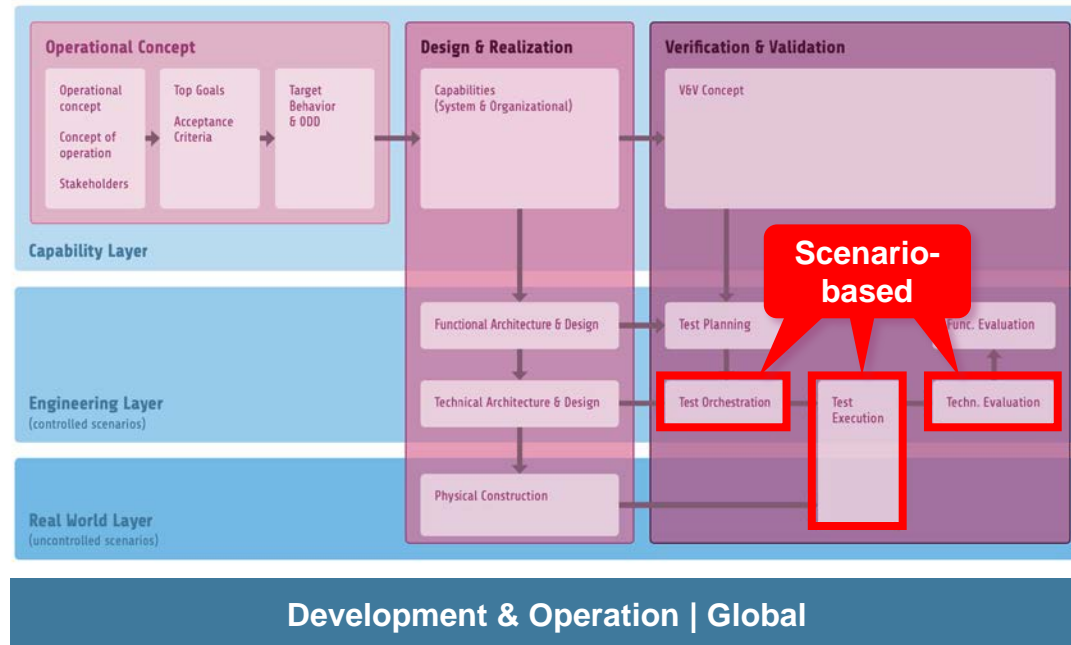 Operational Concept
Operational
concept
Concept of
operation
Stakeholders
Top Goals
Acceptance
Criteria
Target
Behavior
& ODD
Capability Layer
Design & Realization
Capabilities
(System & Organizational)
Verification & Validation
V&V Concept
Scenario-
based
Engineering Layer
(controlled scenarios)
Functional Architecture & Design
Test Planning
Func. Evaluation
Technical Architecture & Design
Test Orchestration
Test
Execution
Techn. Evaluation
Real World Layer
(uncontrolled scenarios)
Physical Construction
Development & Operation | Global